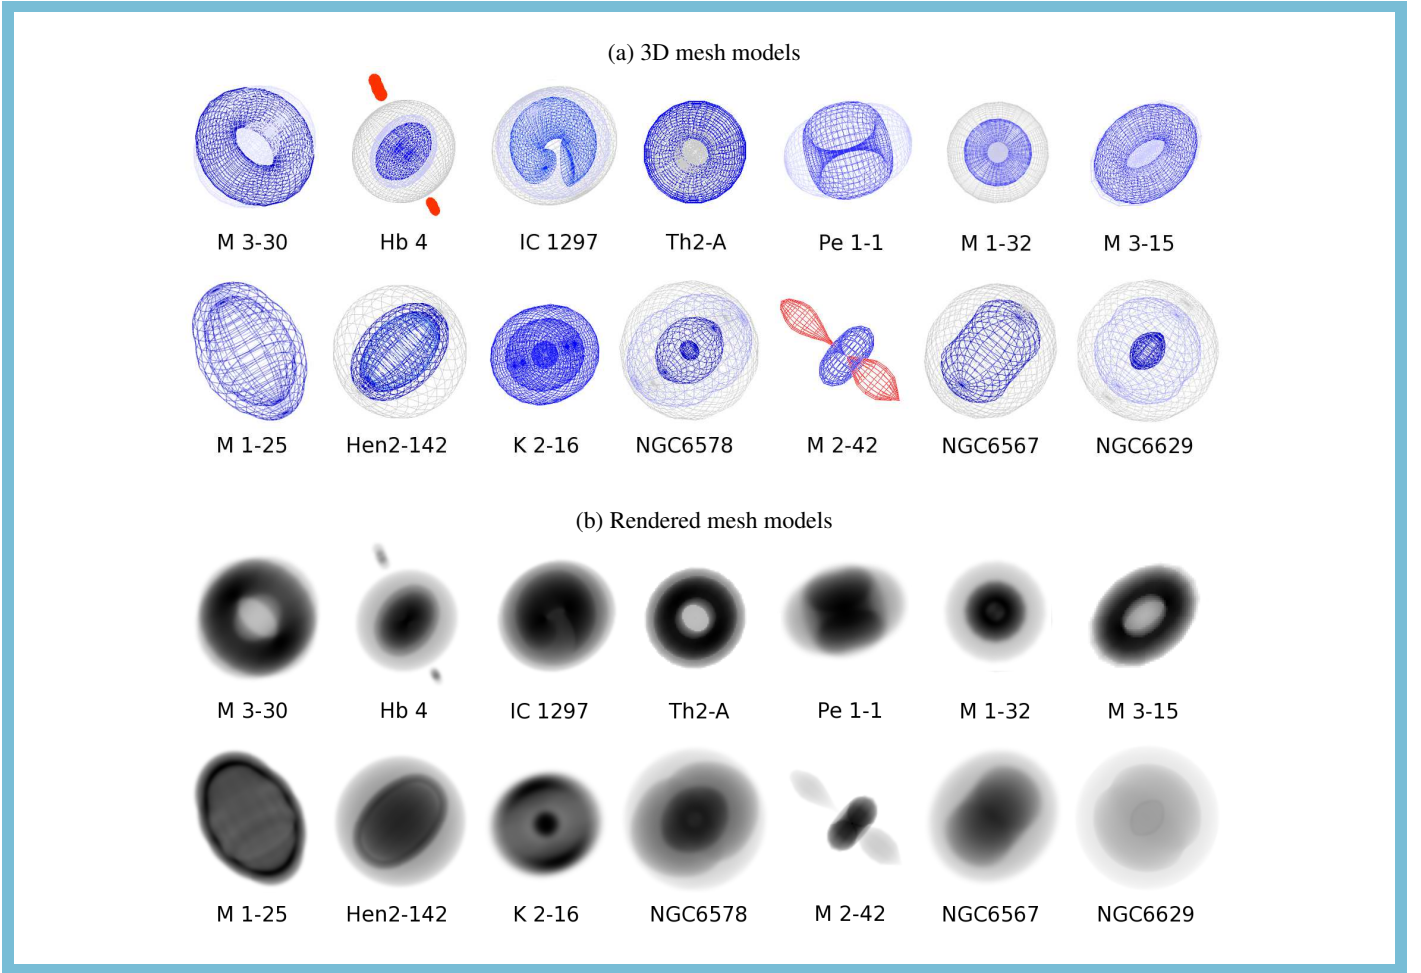 (a) 3D mesh models
M 3-30 Hb 4 IC 1297 Th2-A Pe 1-1 M 1-32 M 3-15
M 1-25 Hen2-142 K 2-16 NGC6578 M 2-42 NGC6567 NGC6629
(b) Rendered mesh models
M 3-30 Hb 4 IC 1297 Th2-A Pe 1-1 M 1-32 M 3-15
M 1-25 Hen2-142 K 2-16 NGC6578 M 2-42 NGC6567 NGC6629